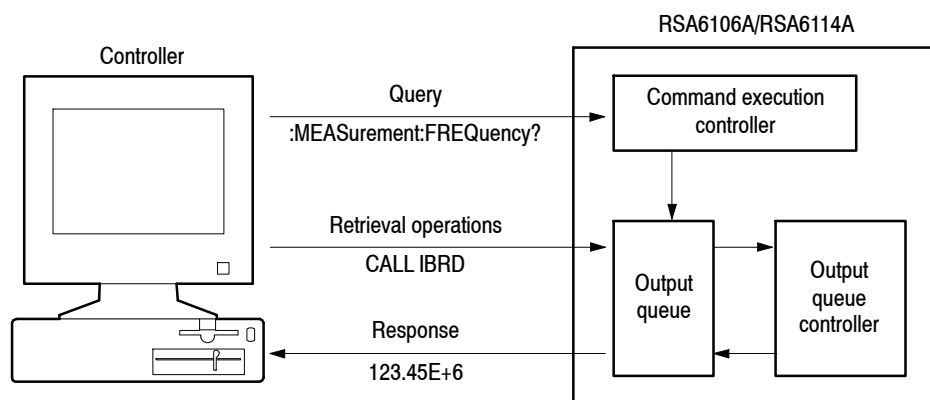 RSA6106A/RSA6114A
Controller
Query
:MEASurement:FREQuency?
Command execution
controller
Retrieval operations
CALL IBRD
Output
queue
Output
queue
controller
Response
123.45E+6